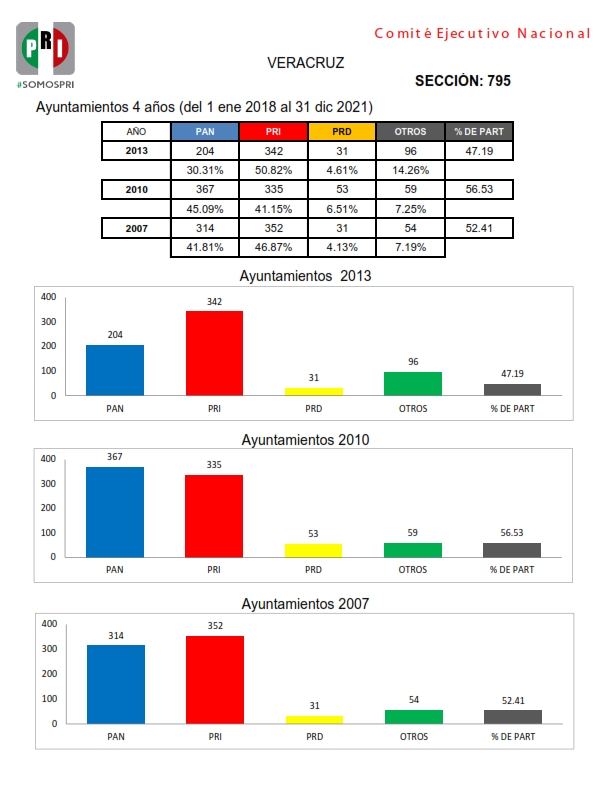 Comité Ejecutivo Nacional
PRI
#SOMOSPRI
VERACRUZ
SECCIÓN: 795
Ayuntamientos 4 años (del 1 ene 2018 al 31 dic 2021)
AÑO PAN PRI PRD OTROS % DE PART
2013 204 342 31 96 47.19
30.31% 50.82% 4.61% 14.26%
2010 367 335 53 59 56.53
45.09% 41.15% 6.51% 7.25%
2007 314 352 31 54 52.41
41.81% 46.87% 4.13% 7.19%
Ayuntamientos 2013
400
300
200
100
0
204 342 31 96 47.19
PAN PRI PRD OTROS % DE PART
Ayuntamientos 2010
400
300
200
100
0
367 335 53 59 56.53
PAN PRI PRD OTROS % DE PART
Ayuntamientos 2007
400
300
200
100
0
314 352 31 54 52.41
PAN PRI PRD OTROS % DE PART